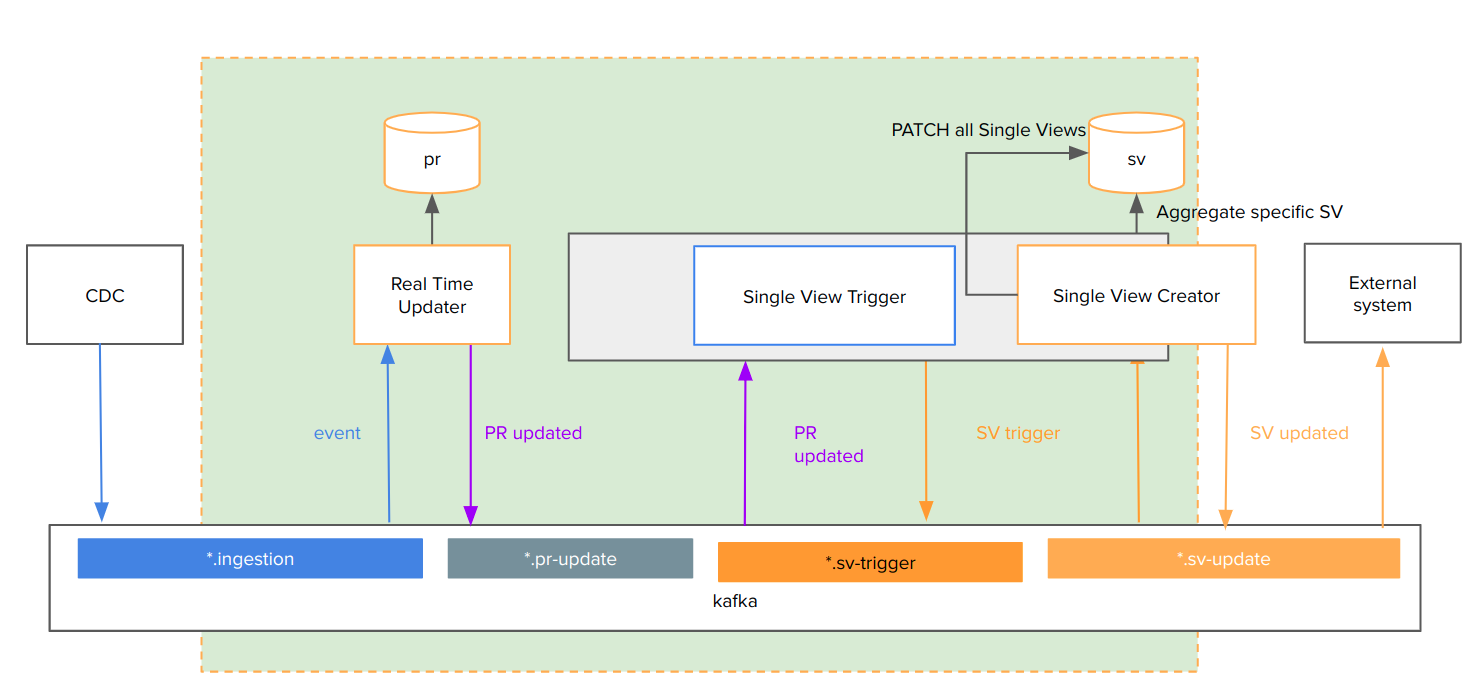 PATCH all Single Views
pr
sv
Aggregate specific SV
CDC
Real Time
Updater
Single View Trigger
Single View Creator
External
system
event
PR updated
PR
updated
SV trigger
SV updated
*.ingestion
*.pr-update
*.sv-trigger
*.sv-update
kafka